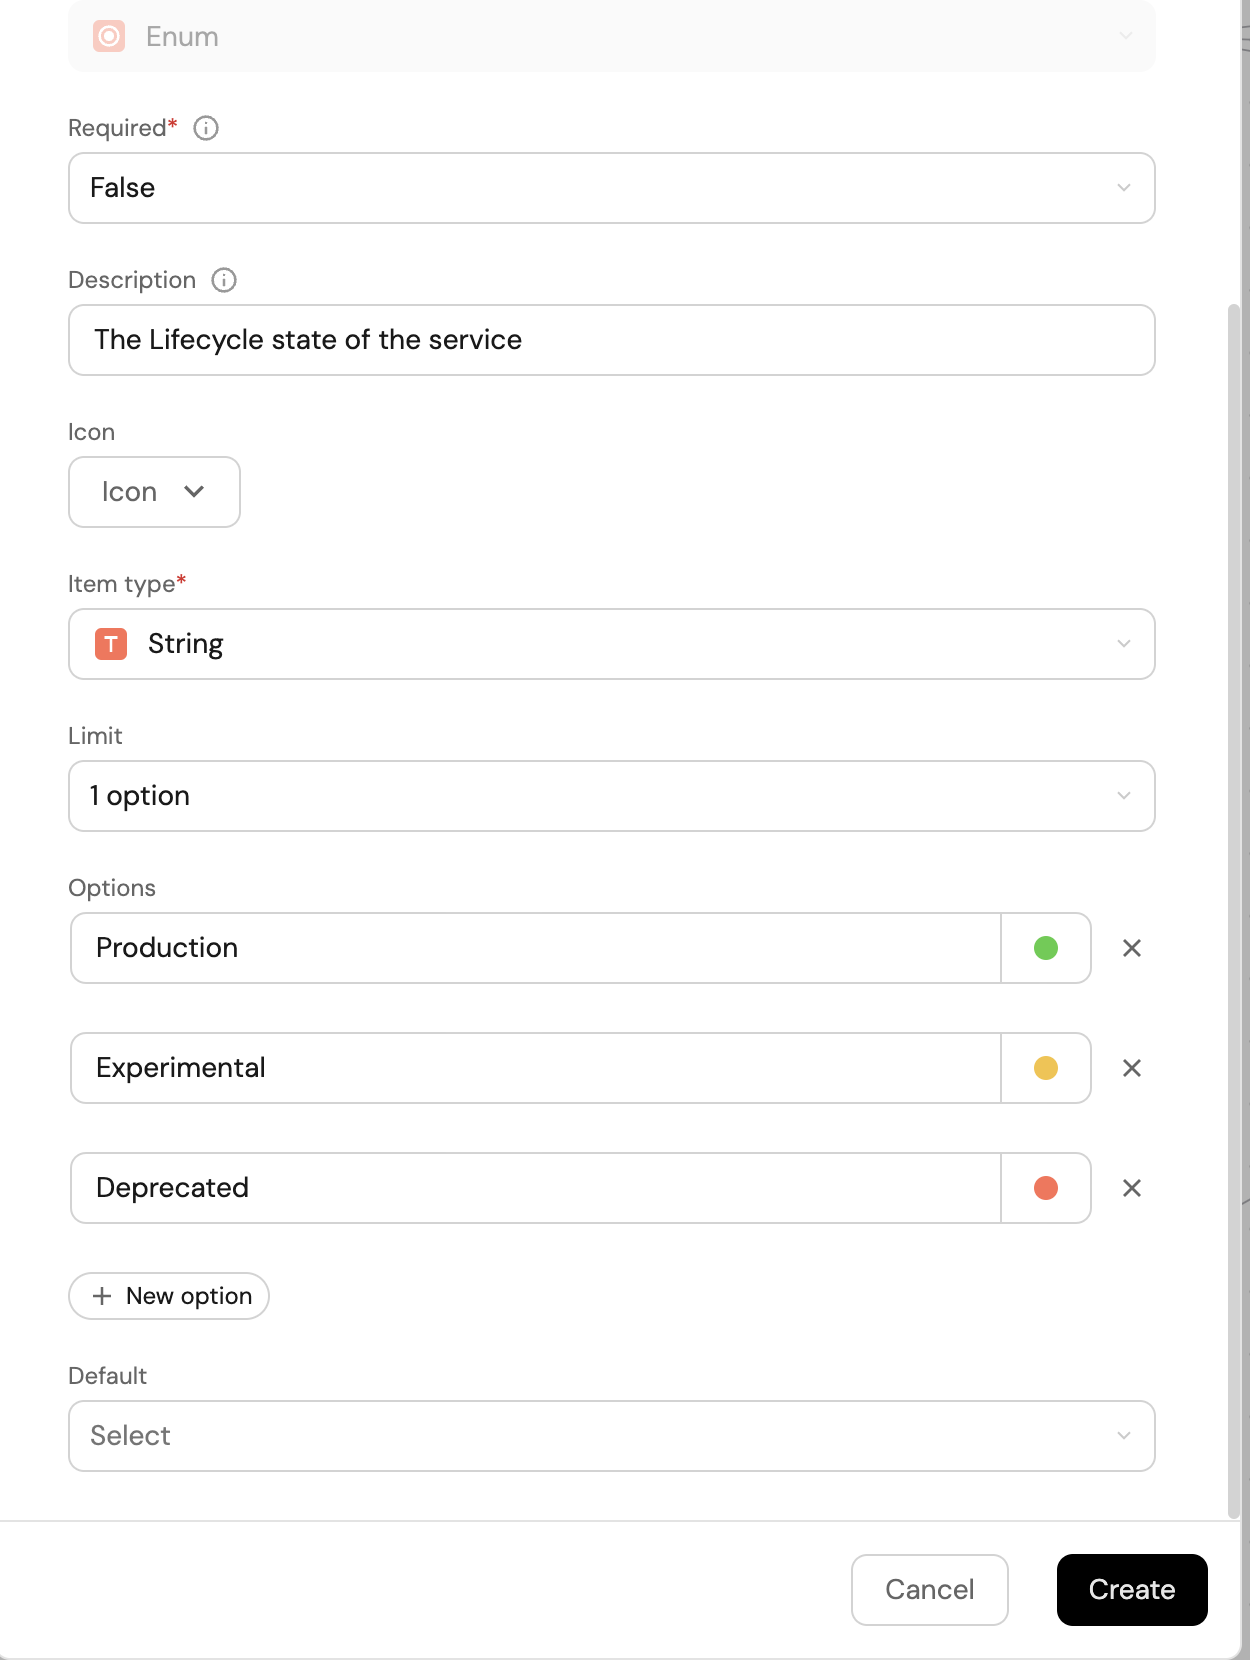 Enum
Required*
False
Description
The Lifecycle state of the service
Icon
Icon
Item type*
T String
Limit
1 option
Options
Production
Experimental
Deprecated
+ New option
Default
Select
Cancel Create